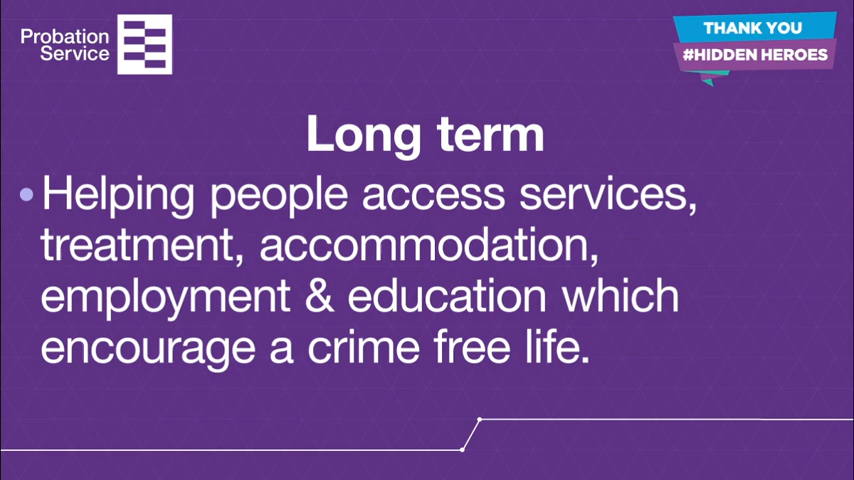 Probation
Service
THANK YOU
#HIDDEN HEROES
Long term
•Helping people access services,
treatment, accommodation,
employment & education which
encourage a crime free life.